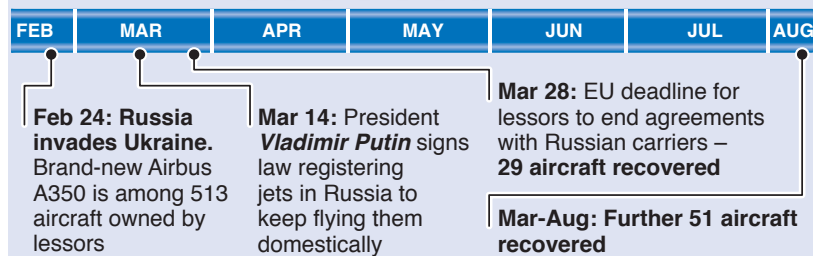 FEB MAR APR MAY JUN JUL AUG
Feb 24: Russia
invades Ukraine.
Brand-new Airbus
A350 is among 513
aircraft owned by
lessors
Mar 14: President
Vladimir Putin signs
law registering
jets in Russia to
keep flying them
domestically
Mar 28: EU deadline for
lessors to end agreements
with Russian carriers –
29 aircraft recovered
Mar-Aug: Further 51 aircraft
recovered